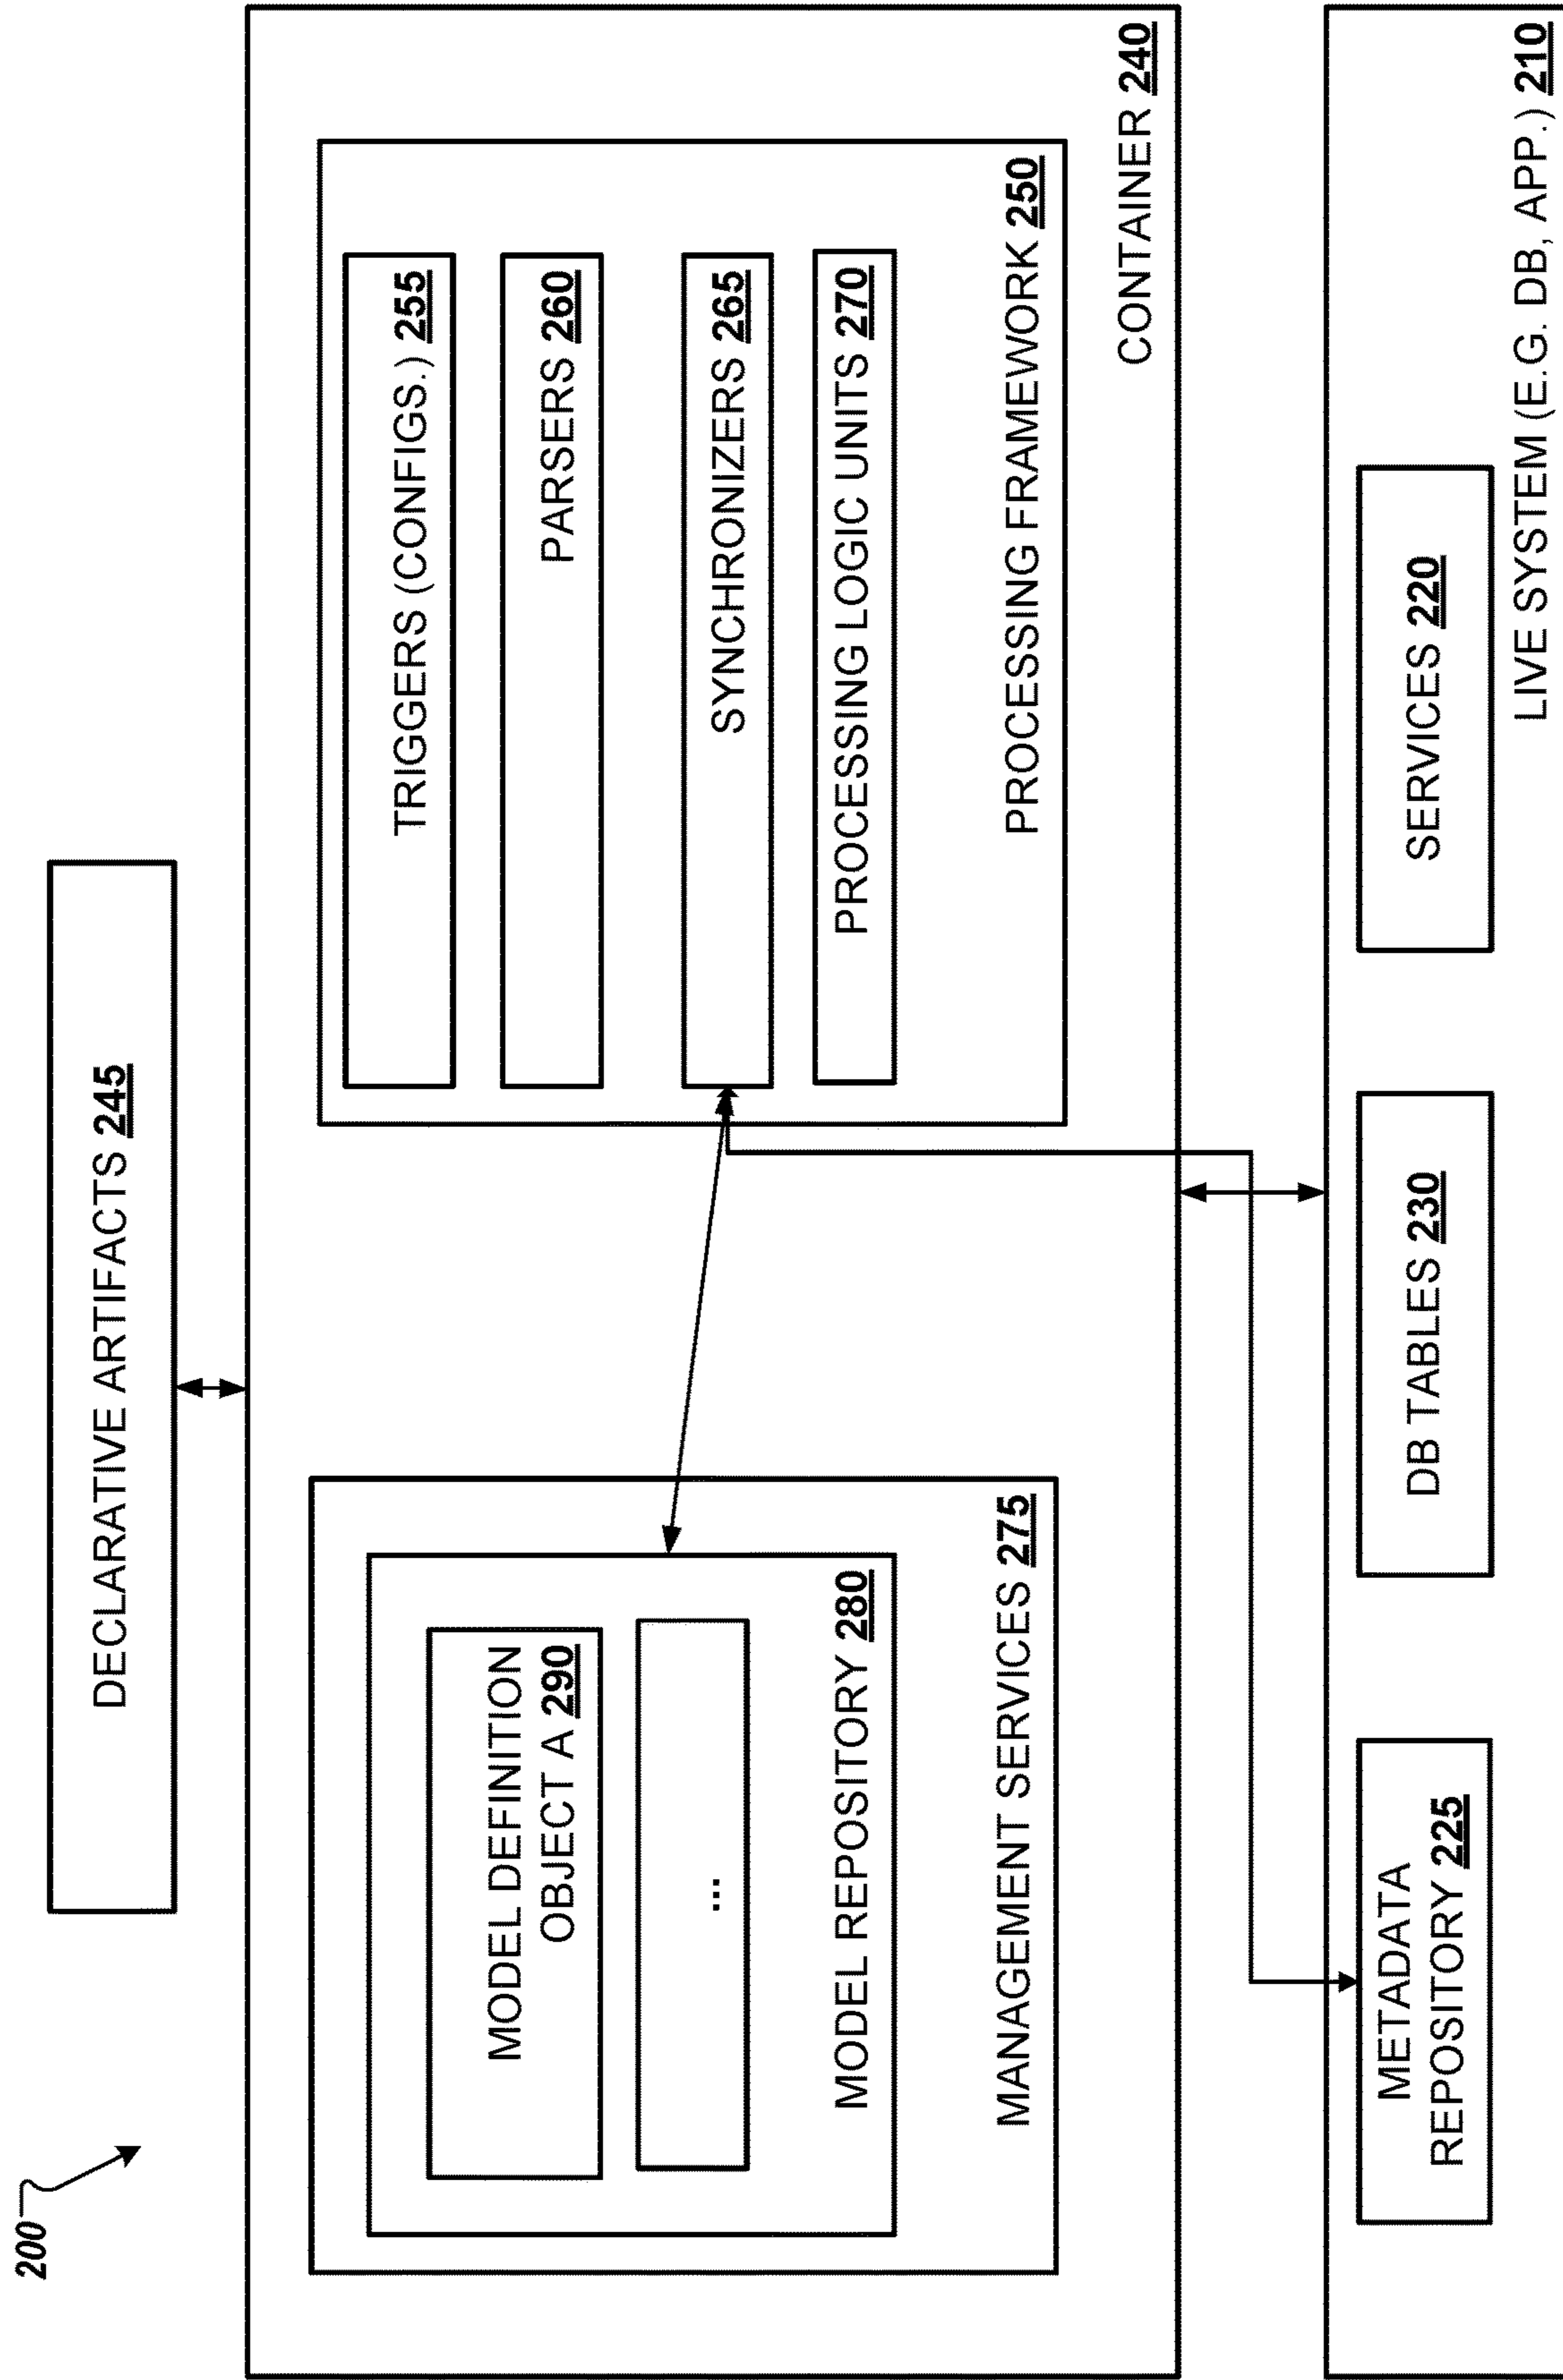 200
DECLARATIVE ARTIFACTS 245
MODEL DEFINITION
OBJECT A 290
...
MODEL REPOSITORY 280
MANAGEMENT SERVICES 275
TRIGGERS (CONFIGS.) 255
PARSERS 260
SYNCHRONIZERS 265
PROCESSING LOGIC UNITS 270
PROCESSING FRAMEWORK 250
CONTAINER 240
METADATA
REPOSITORY 225
DB TABLES 230
SERVICES 220
LIVE SYSTEM (E.G. DB, APP.) 210